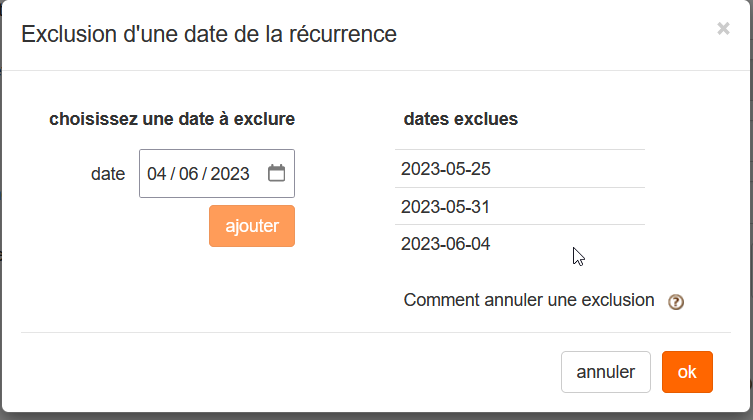 Exclusion d'une date de la récurrence
×
choisissez une date à exclure
date 04/06/2023
ajouter
dates exclues
2023-05-25
2023-05-31
2023-06-04
Comment annuler une exclusion ?
annuler ok